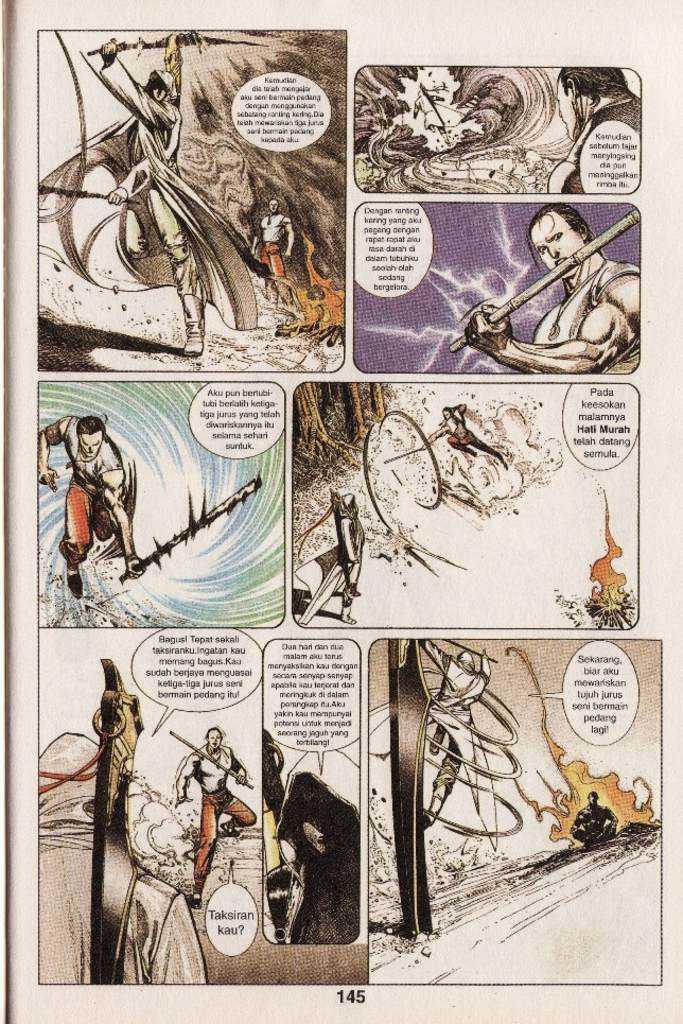 Kemudian
dia telah mengajar
aku seni bermain pedang
dengan menggunakan
sebatang ranting kering.Dia
telah mewariskan tiga jurus
seni bermain pedang
kepada aku.
Kemudian
sebelum fajar
menyingsing
dia pun
meninggalkan
rimba itu.
Dengan ranting
kering yang aku
pegang dengan
rapat-rapat aku
rasa darah di
dalam tubuhku
seolah-olah
sedang
bergelora.
Aku pun bertubi-
tubi berlatih ketiga-
tiga jurus yang telah
diwariskannya itu
selama sehari
suntuk.
Pada
keesokan
malamnya
Hati Murah
telah datang
semula.
Bagus! Tepat sekali
taksiranku.Ingatan kau
memang bagus.Kau
sudah berjaya menguasai
ketiga-tiga jurus seni
bermain pedang itu!
Taksiran
kau?
Dua hari dan dua
malam aku terus
menyaksikan kau dengan
secara senyap-senyap
apabila kau terjerat dan
meringkuk di dalam
perangkap itu.Aku
yakin kau mempunyai
potensi untuk menjadi
seorang jaguh yang
terbilang!
Sekarang,
biar aku
mewariskan
tujuh jurus
seni bermain
pedang
lagi!
145